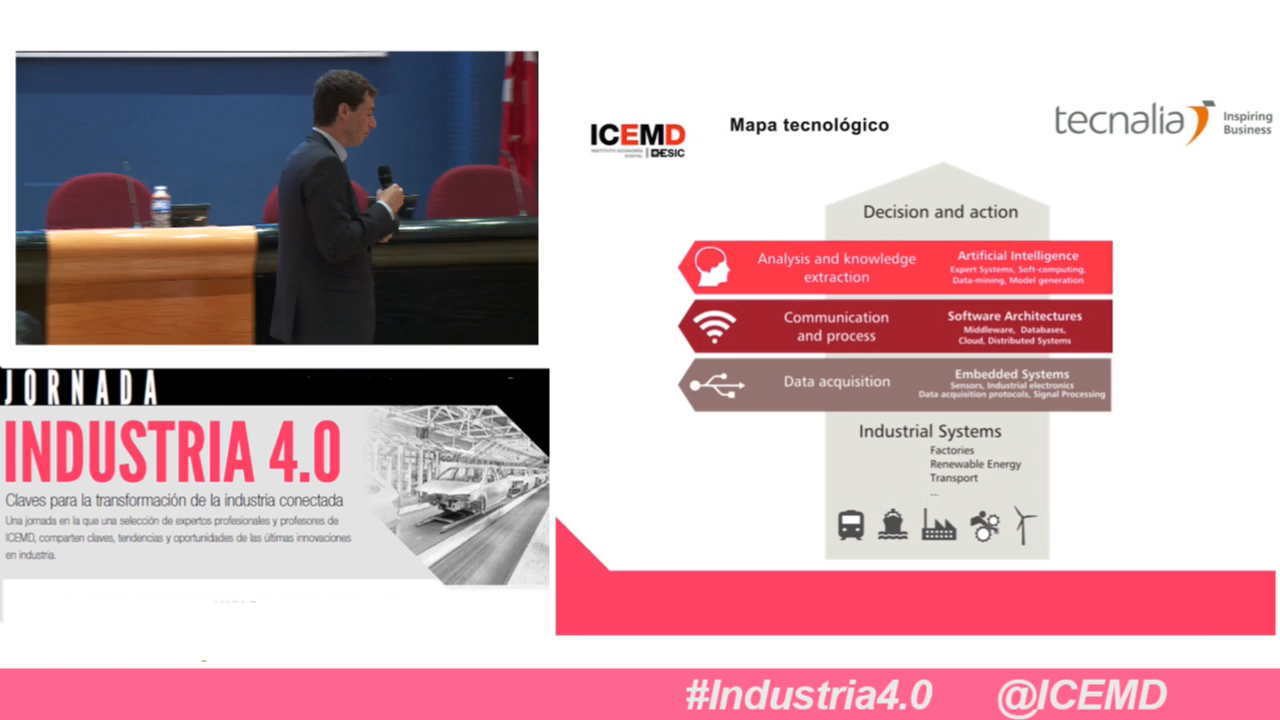 JORNADA
INDUSTRIA 4.0
Claves para la transformación de la industria conectada
Una jornada en la que una selección de expertos profesionales y profesores de
ICEMD, comparten claves, tendencias y oportunidades de las últimas innovaciones
en industria.
ICEMD
INSTITUTO ECONOMÍA
DIGITAL
ESIC
Mapa tecnológico
tecnalia
Inspiring
Business
Decision and action
Analysis and knowledge
extraction
Artificial Intelligence
Expert Systems, Soft-computing,
Data-mining, Model generation
Communication
and process
Software Architectures
Middleware, Databases,
Cloud, Distributed Systems
Data acquisition
Embedded Systems
Sensors, Industrial electronics
Data acquisition protocols, Signal Processing
Industrial Systems
Factories
Renewable Energy
Transport
...
#Industria4.0 @ICEMD